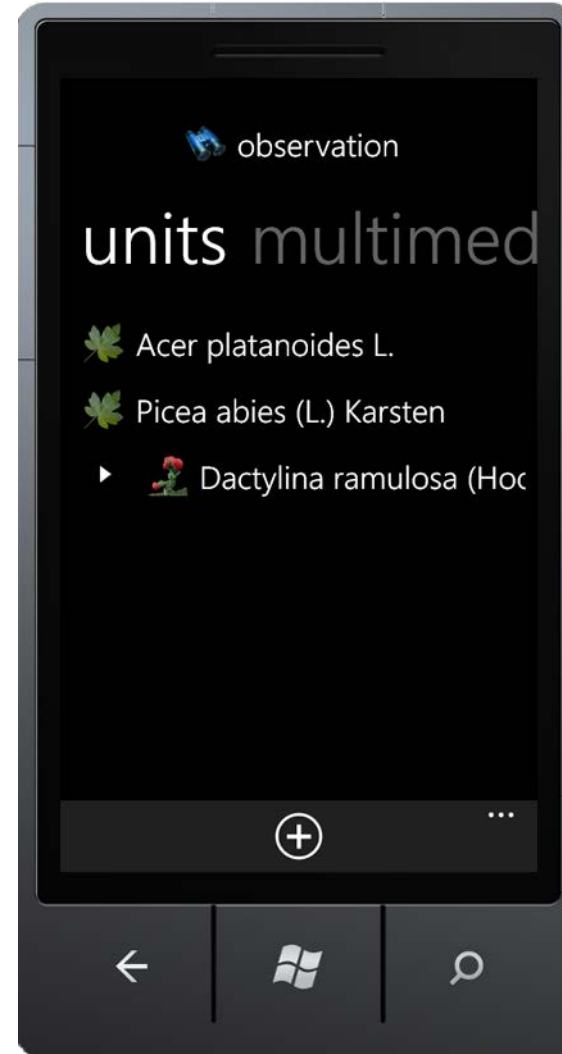 observation
units multimed
Acer platanoides L.
Picea abies (L.) Karsten
Dactylina ramulosa (Hoc